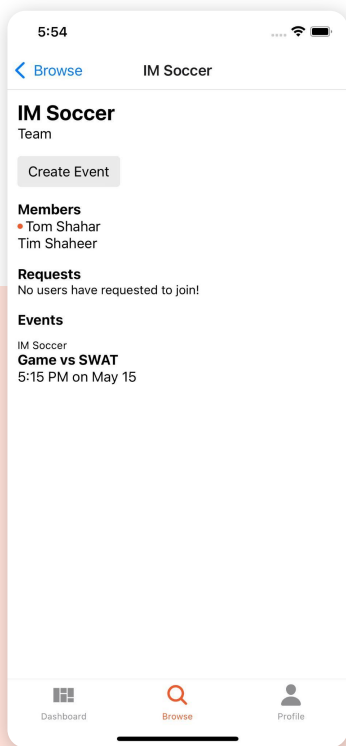 5:54
Browse
IM Soccer
IM Soccer
Team
Create Event
Members
Tom Shahar
Tim Shaheer
Requests
No users have requested to join!
Events
IM Soccer
Game vs SWAT
5:15 PM on May 15
Dashboard
Browse
Profile